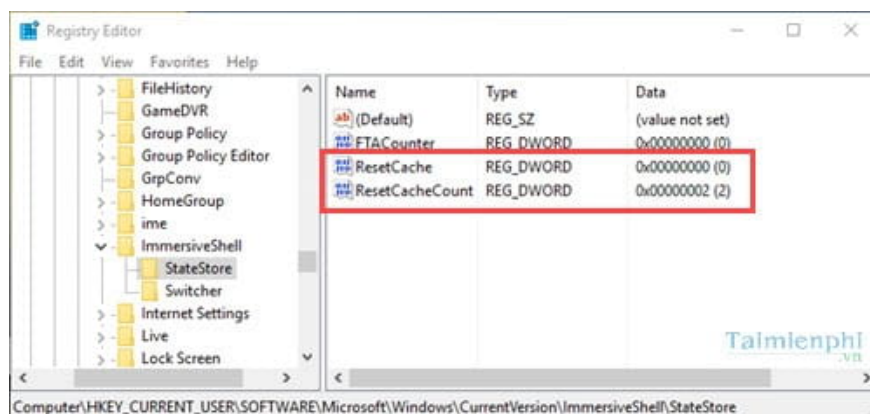 Registry Editor
File Edit View Favorites Help
FileHistory
GameDVR
Group Policy
Group Policy Editor
GrpConv
HomeGroup
ime
ImmersiveShell
StateStore
Switcher
Internet Settings
Live
Lock Screen
Name Type Data
(Default) REG_SZ (value not set)
FTACounter REG_DWORD 0x00000000 (0)
ResetCache REG_DWORD 0x00000000 (0)
ResetCacheCount REG_DWORD 0x00000002 (2)
Taimienphi
.vn
Computer\HKEY_CURRENT_USER\SOFTWARE\Microsoft\Windows\CurrentVersion\ImmersiveShell\StateStore